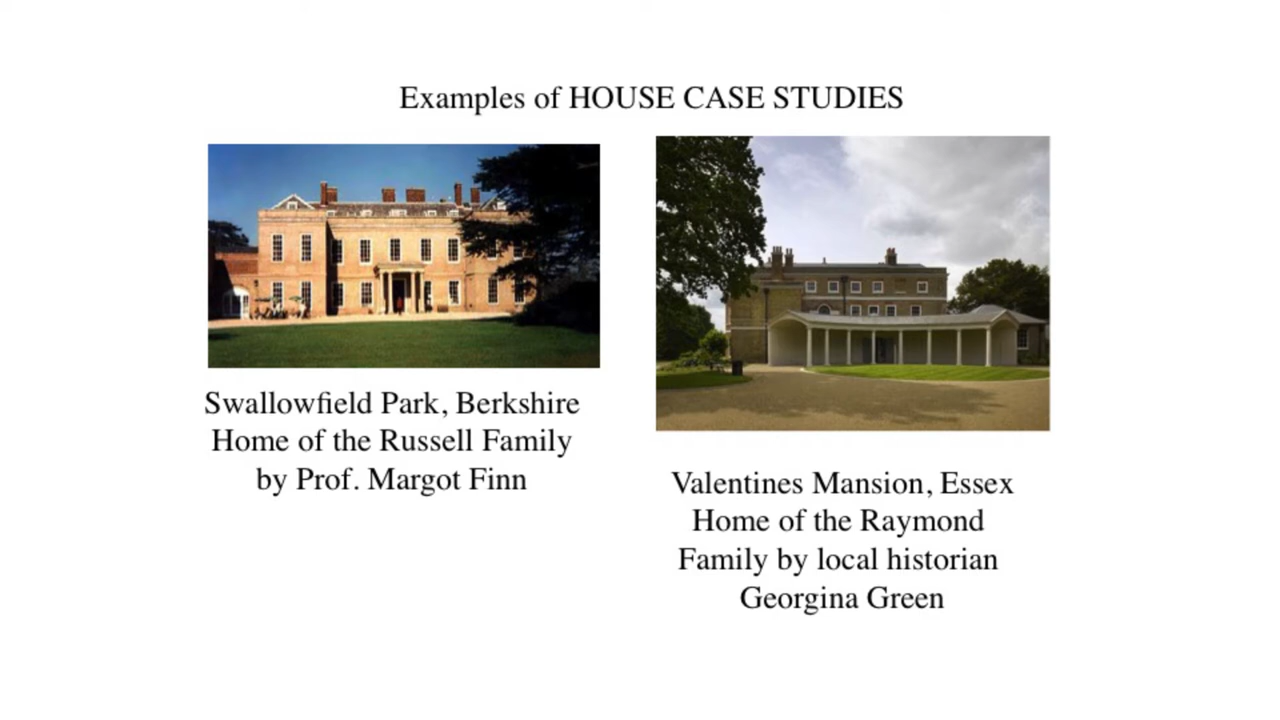 Examples of HOUSE CASE STUDIES
Swallowfield Park, Berkshire
Home of the Russell Family
by Prof. Margot Finn
Valentines Mansion, Essex
Home of the Raymond
Family by local historian
Georgina Green